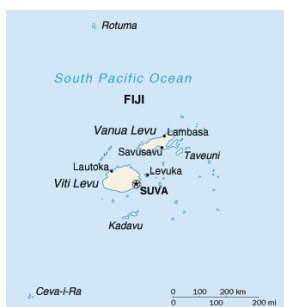 Rotuma
South Pacific Ocean
FIJI
Vanua Levu
Lambasa
Savusavu
Taveuni
Lautoka
Levuka
Viti Levu
SUVA
Kadavu
Ceva-i-Ra
0 100 200 km
0 100 200 mi